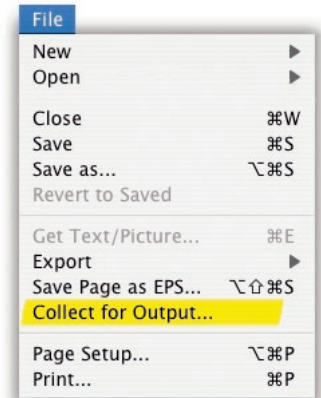 File
New
Open
Close ⌘W
Save ⌘S
Save as... ⌥⌘S
Revert to Saved
Get Text/Picture... ⌘E
Export
Save Page as EPS... ⌥⇧⌘S
Collect for Output...
Page Setup... ⌥⌘P
Print... ⌘P